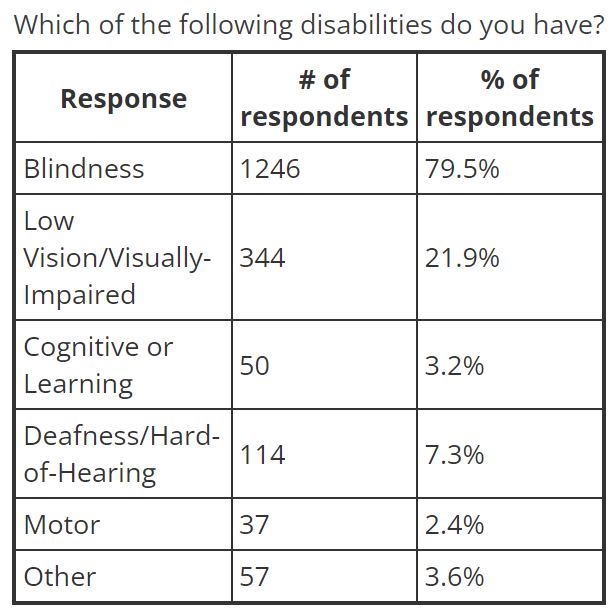 Which of the following disabilities do you have?
Response # of respondents % of respondents
Blindness 1246 79.5%
Low Vision/Visually-Impaired 344 21.9%
Cognitive or Learning 50 3.2%
Deafness/Hard-of-Hearing 114 7.3%
Motor 37 2.4%
Other 57 3.6%